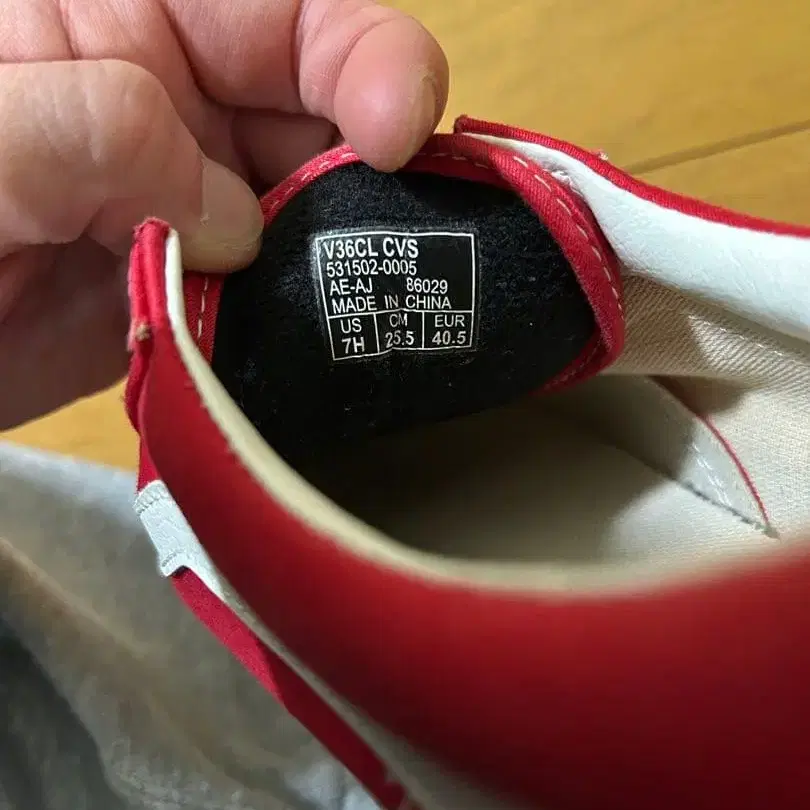 V36CL CVS
531502-0005
AE-AJ 86029
MADE IN CHINA
US CM EUR
7H 25.5 40.5